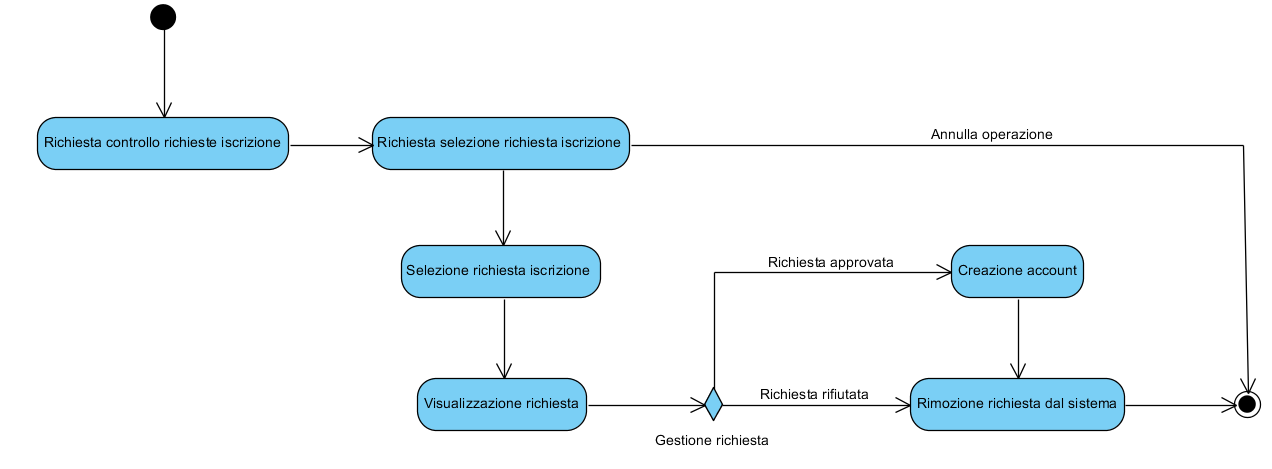 Richiesta controllo richieste iscrizione
Richiesta selezione richiesta iscrizione
Annulla operazione
Selezione richiesta iscrizione
Richiesta approvata
Creazione account
Visualizzazione richiesta
Gestione richiesta
Richiesta rifiutata
Rimozione richiesta dal sistema